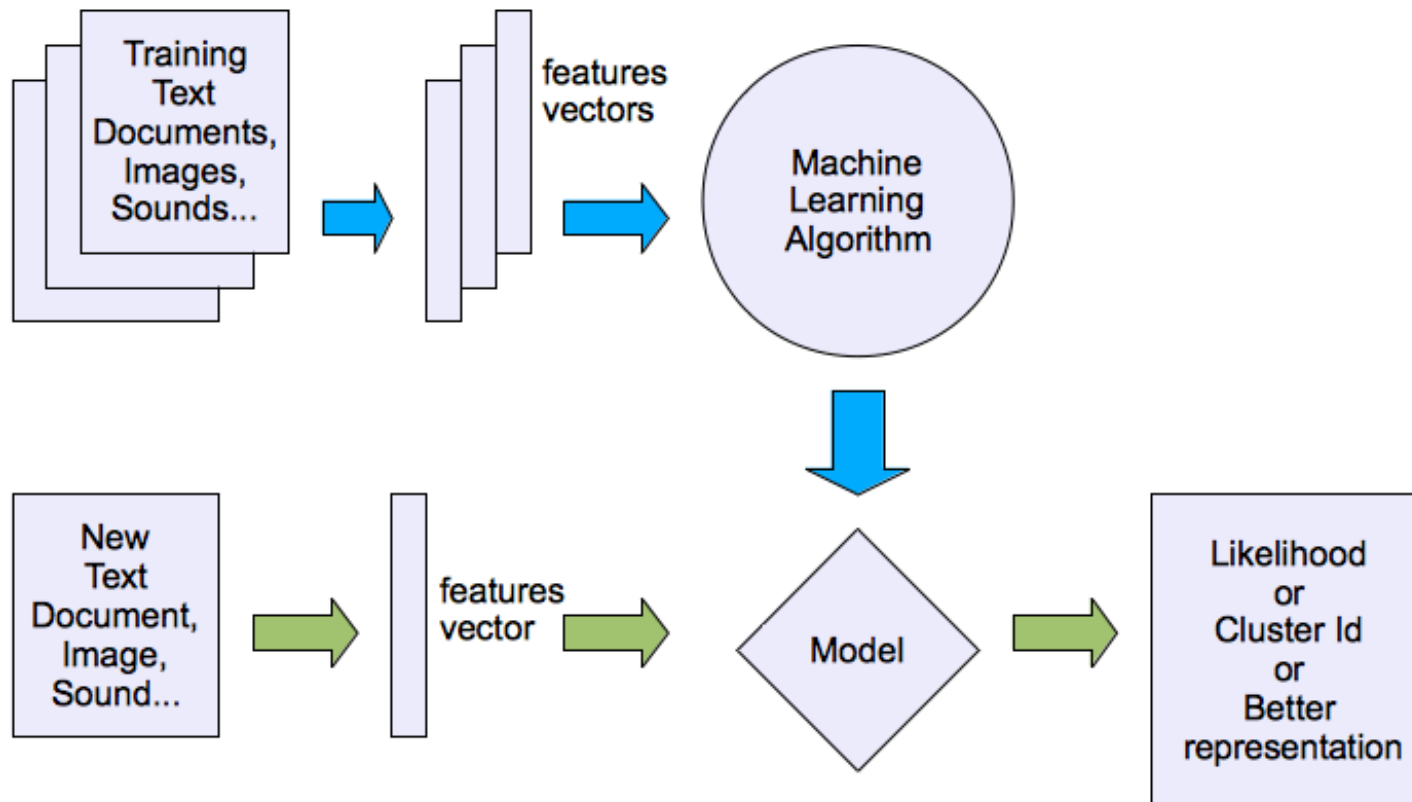 Training
Text
Documents,
Images,
Sounds...
features
vectors
Machine
Learning
Algorithm
New
Text
Document,
Image,
Sound...
features
vector
Model
Likelihood
or
Cluster Id
or
Better
representation